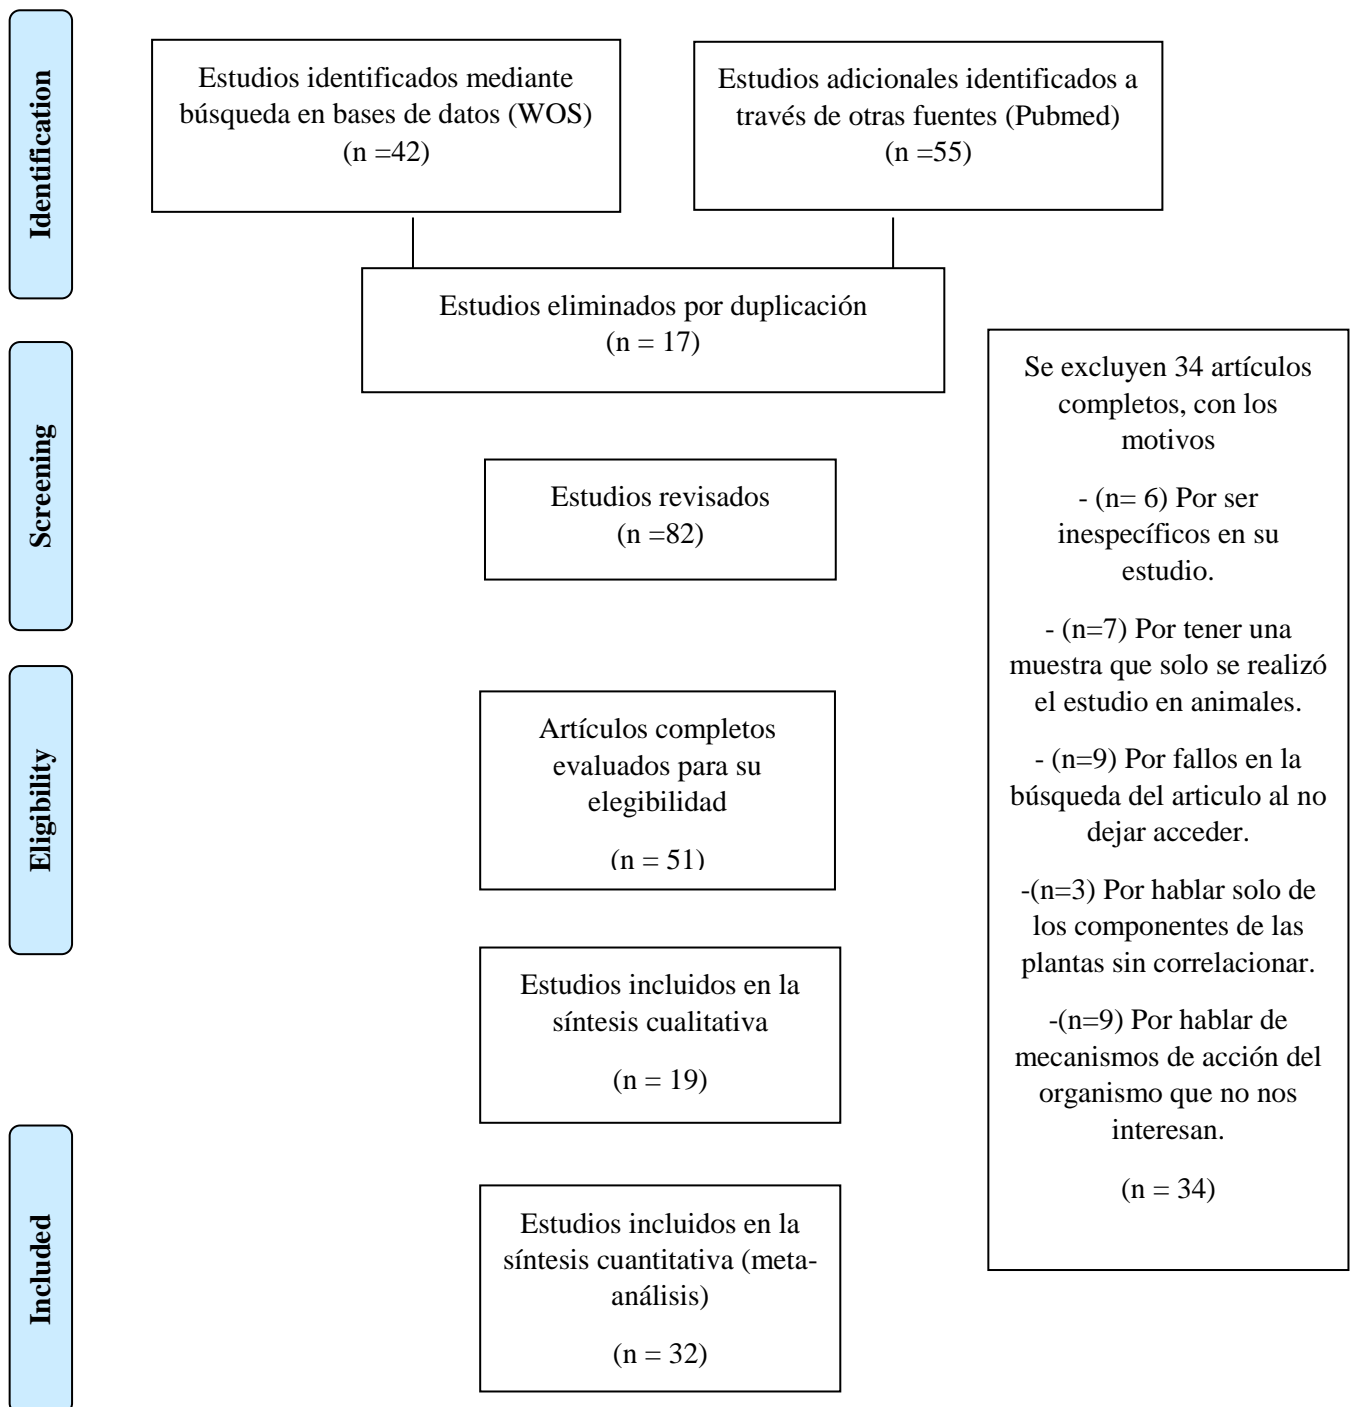 Identification
Estudios identificados mediante
búsqueda en bases de datos (WOS)
(n =42)
Estudios adicionales identificados a
través de otras fuentes (Pubmed)
(n =55)
Estudios eliminados por duplicación
(n = 17)
Screening
Estudios revisados
(n =82)
Se excluyen 34 artículos
completos, con los
motivos
- (n= 6) Por ser
inespecíficos en su
estudio.
- (n=7) Por tener una
muestra que solo se realizó
el estudio en animales.
- (n=9) Por fallos en la
búsqueda del articulo al no
dejar acceder.
-(n=3) Por hablar solo de
los componentes de las
plantas sin correlacionar.
-(n=9) Por hablar de
mecanismos de acción del
organismo que no nos
interesan.
(n = 34)
Eligibility
Artículos completos
evaluados para su
elegibilidad
(n = 51)
Estudios incluidos en la
síntesis cualitativa
(n = 19)
Included
Estudios incluidos en la
síntesis cuantitativa (meta-
análisis)
(n = 32)